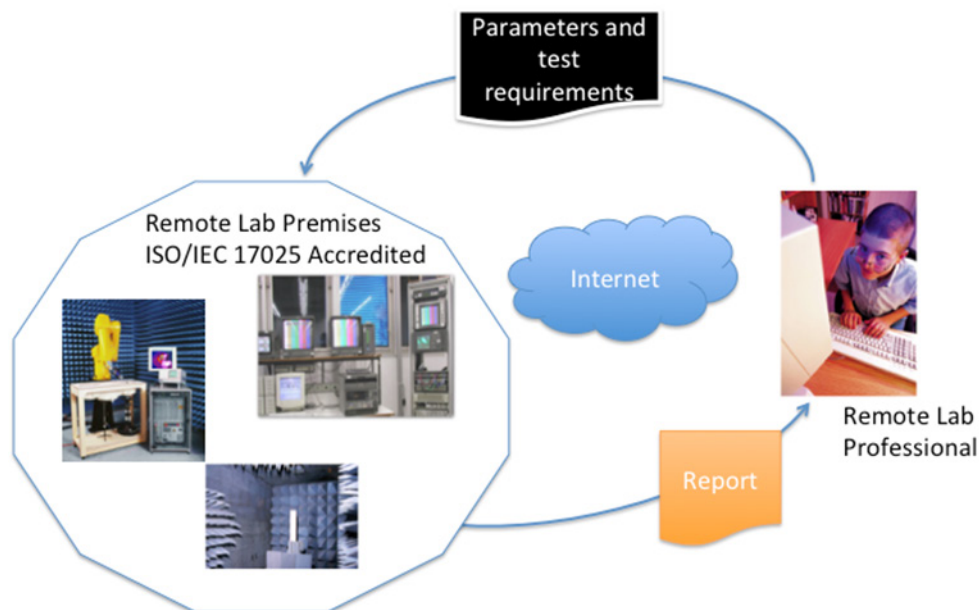 Parameters and
test
requirements
Remote Lab Premises
ISO/IEC 17025 Accredited
Internet
Remote Lab
Professional
Report